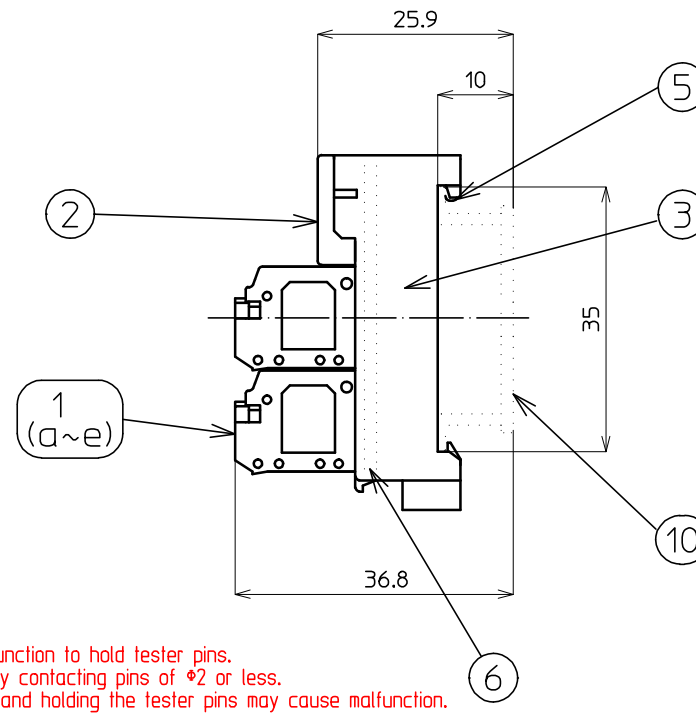 25.9
10
5
2
3
35
1
(a~e)
10
36.8
6
to hold tester pins.
contacting pins of Φ2 or less.
and holding the tester pins may cause malfunction.